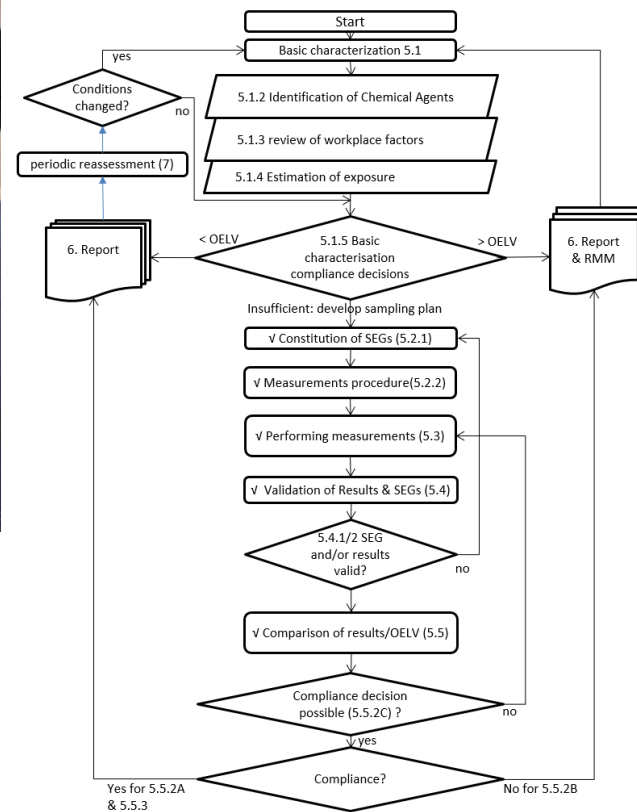 Start
Basic characterization 5.1
yes
Conditions
changed?
no
5.1.2 Identification of Chemical Agents
5.1.3 review of workplace factors
5.1.4 Estimation of exposure
periodic reassessment (7)
6. Report
< OELV
5.1.5 Basic
characterisation
compliance decisions
> OELV
6. Report
& RMM
Insufficient: develop sampling plan
√ Constitution of SEGs (5.2.1)
√ Measurements procedure(5.2.2)
√ Performing measurements (5.3)
√ Validation of Results & SEGs (5.4)
5.4.1/2 SEG
and/or results
valid?
no
√ Comparison of results/OELV (5.5)
Compliance decision
possible (5.5.2C) ?
no
yes
Compliance?
Yes for 5.5.2A
& 5.5.3
No for 5.5.2B